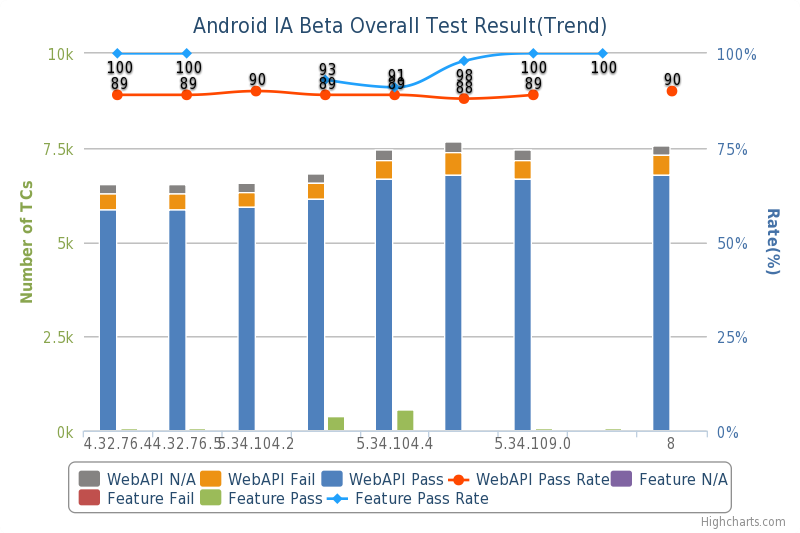 Android IA Beta Overall Test Result(Trend)
10k
7.5k
5k
2.5k
0k
Number of TCs
100%
75%
50%
25%
0%
Rate(%)
100 100 93 91 98 100 100
89 89 90 89 89 88 89 90
4.32.76.4 4.32.76.5 5.34.104.2 5.34.104.4 5.34.109.0 8
WebAPI N/A WebAPI Fail WebAPI Pass WebAPI Pass Rate Feature N/A
Feature Fail Feature Pass Feature Pass Rate
Highcharts.com